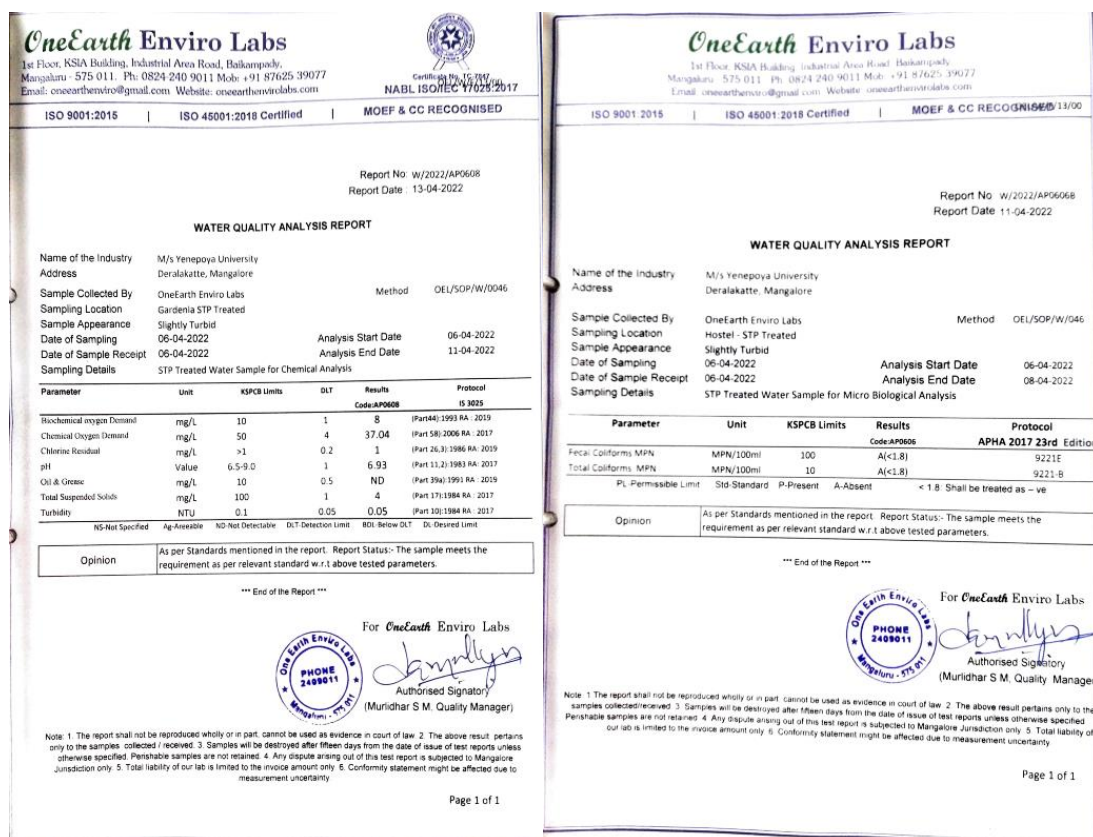 OneEarth Enviro Labs
1st Floor, KSIA Building, Industrial Area Road, Baikampady,
Mangaluru - 575 011. Ph: 0824-240 9011 Mob: +91 87625 39077
Email: oneearthenviro@gmail.com Website: oneearthenvirolabs.com
Certificate No. TC-7047
NABL ISO/IEC 17025:2017
ISO 9001:2015 | ISO 45001:2018 Certified | MOEF & CC RECOGNISED
Report No: W/2022/AP0608
Report Date : 13-04-2022
WATER QUALITY ANALYSIS REPORT
Name of the Industry M/s Yenepoya University
Address Deralakatte, Mangalore
Sample Collected By OneEarth Enviro Labs Method OEL/SOP/W/0046
Sampling Location Gardenia STP Treated
Sample Appearance Slightly Turbid
Date of Sampling 06-04-2022 Analysis Start Date 06-04-2022
Date of Sample Receipt 06-04-2022 Analysis End Date 11-04-2022
Sampling Details STP Treated Water Sample for Chemical Analysis
Parameter Unit KSPCB Limits DLT Results Protocol
Code:AP0608 IS 3025
Biochemical oxygen Demand mg/L 10 1 8 (Part44):1993 RA : 2019
Chemical Oxygen Demand mg/L 50 4 37.04 (Part 58):2006 RA : 2017
Chlorine Residual mg/L >1 0.2 1 (Part 26,3):1986 RA : 2019
pH Value 6.5-9.0 1 6.93 (Part 11,2):1983 RA : 2017
Oil & Grease mg/L 10 0.5 ND (Part 39a):1991 RA : 2019
Total Suspended Solids mg/L 100 1 4 (Part 17):1984 RA : 2017
Turbidity NTU 0.1 0.05 0.05 (Part 10):1984 RA : 2017
NS-Not Specified Ag-Areeable ND-Not Detectable DLT-Detection Limit BDL-Below DLT DL-Desired Limit
Opinion As per Standards mentioned in the report. Report Status:- The sample meets the
requirement as per relevant standard w.r.t above tested parameters.
*** End of the Report ***
For OneEarth Enviro Labs
One Earth Enviro Labs
PHONE
2409011
Mangaluru - 575 011
Authorised Signatory
(Murlidhar S M. Quality Manager)
Note: 1. The report shall not be reproduced wholly or in part, cannot be used as evidence in court of law 2. The above result pertains
only to the samples collected / received. 3. Samples will be destroyed after fifteen days from the date of issue of test reports unless
otherwise specified. Perishable samples are not retained. 4. Any dispute arising out of this test report is subjected to Mangalore
Jurisdiction only. 5. Total liability of our lab is limited to the invoice amount only 6. Conformity statement might be affected due to
measurement uncertainty
Page 1 of 1
OneEarth Enviro Labs
1st Floor, KSIA Building, Industrial Area Road, Baikampady,
Mangaluru 575 011 Ph 0824 240 9011 Mob +91 87625 39077
Email oneearthenviro@gmail.com Website oneearthenvirolabs.com
ISO 9001:2015 | ISO 45001:2018 Certified | MOEF & CC RECOGNISED
Report No W/2022/AP0606B
Report Date 11-04-2022
WATER QUALITY ANALYSIS REPORT
Name of the Industry M/s Yenepoya University
Address Deralakatte, Mangalore
Sample Collected By OneEarth Enviro Labs Method OEL/SOP/W/046
Sampling Location Hostel - STP Treated
Sample Appearance Slightly Turbid
Date of Sampling 06-04-2022 Analysis Start Date 06-04-2022
Date of Sample Receipt 06-04-2022 Analysis End Date 08-04-2022
Sampling Details STP Treated Water Sample for Micro Biological Analysis
Parameter Unit KSPCB Limits Results Protocol
Code:AP0606 APHA 2017 23rd Edition
Fecal Coliforms MPN MPN/100ml 100 A(<1.8) 9221E
Total Coliforms MPN MPN/100ml 10 A(<1.8) 9221-B
PL-Permissible Limit Std-Standard P-Present A-Absent < 1.8 Shall be treated as – ve
Opinion As per Standards mentioned in the report. Report Status:- The sample meets the
requirement as per relevant standard w.r.t above tested parameters.
*** End of the Report ***
For OneEarth Enviro Labs
One Earth Enviro Labs
PHONE
2409011
Mangaluru - 575 011
Authorised Signatory
(Murlidhar S M. Quality Manager
Note 1 The report shall not be reproduced wholly or in part, cannot be used as evidence in court of law 2 The above result pertains only to the
samples collected/received 3 Samples will be destroyed after fifteen days from the date of issue of test reports unless otherwise specified
Perishable samples are not retained 4 Any dispute arising out of this test report is subjected to Mangalore Jurisdiction only 5. Total liability of
our lab is limited to the invoice amount only 6 Conformity statement might be affected due to measurement uncertainty
Page 1 of 1